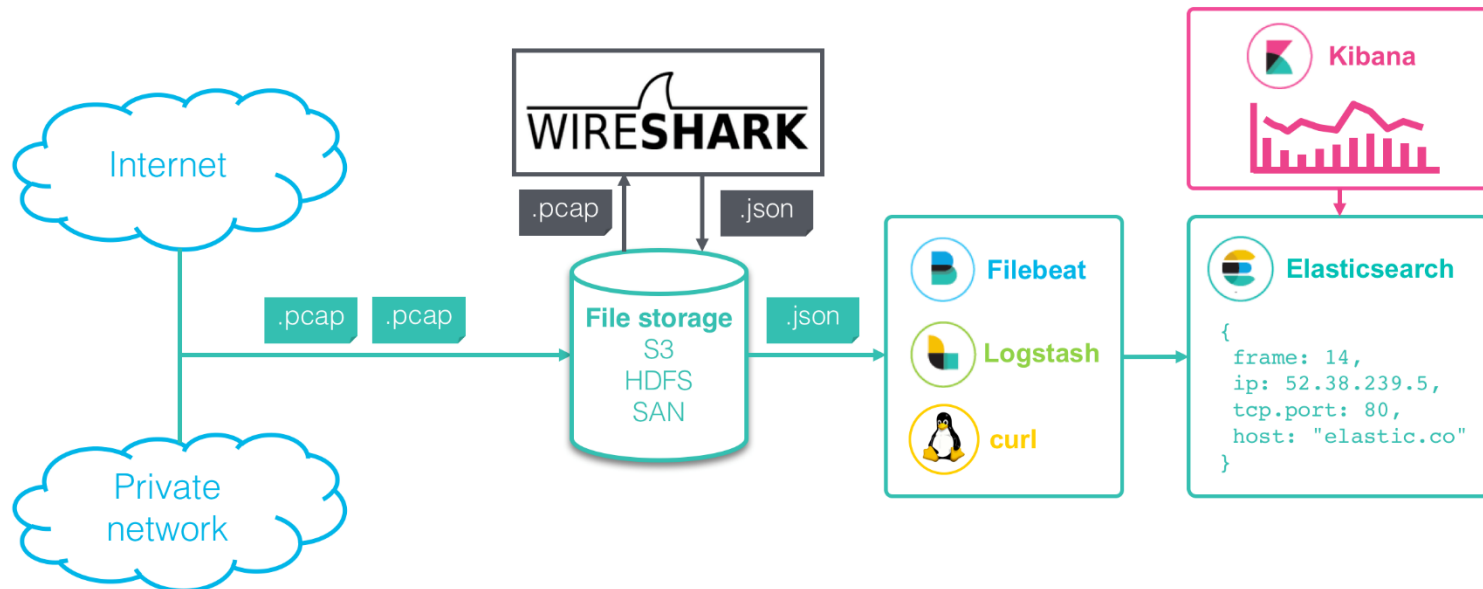 Internet
Private
network
.pcap
.pcap
WIRESHARK
.pcap
.json
File storage
S3
HDFS
SAN
.json
Filebeat
Logstash
curl
Kibana
Elasticsearch
{
frame: 14,
ip: 52.38.239.5,
tcp.port: 80,
host: "elastic.co"
}